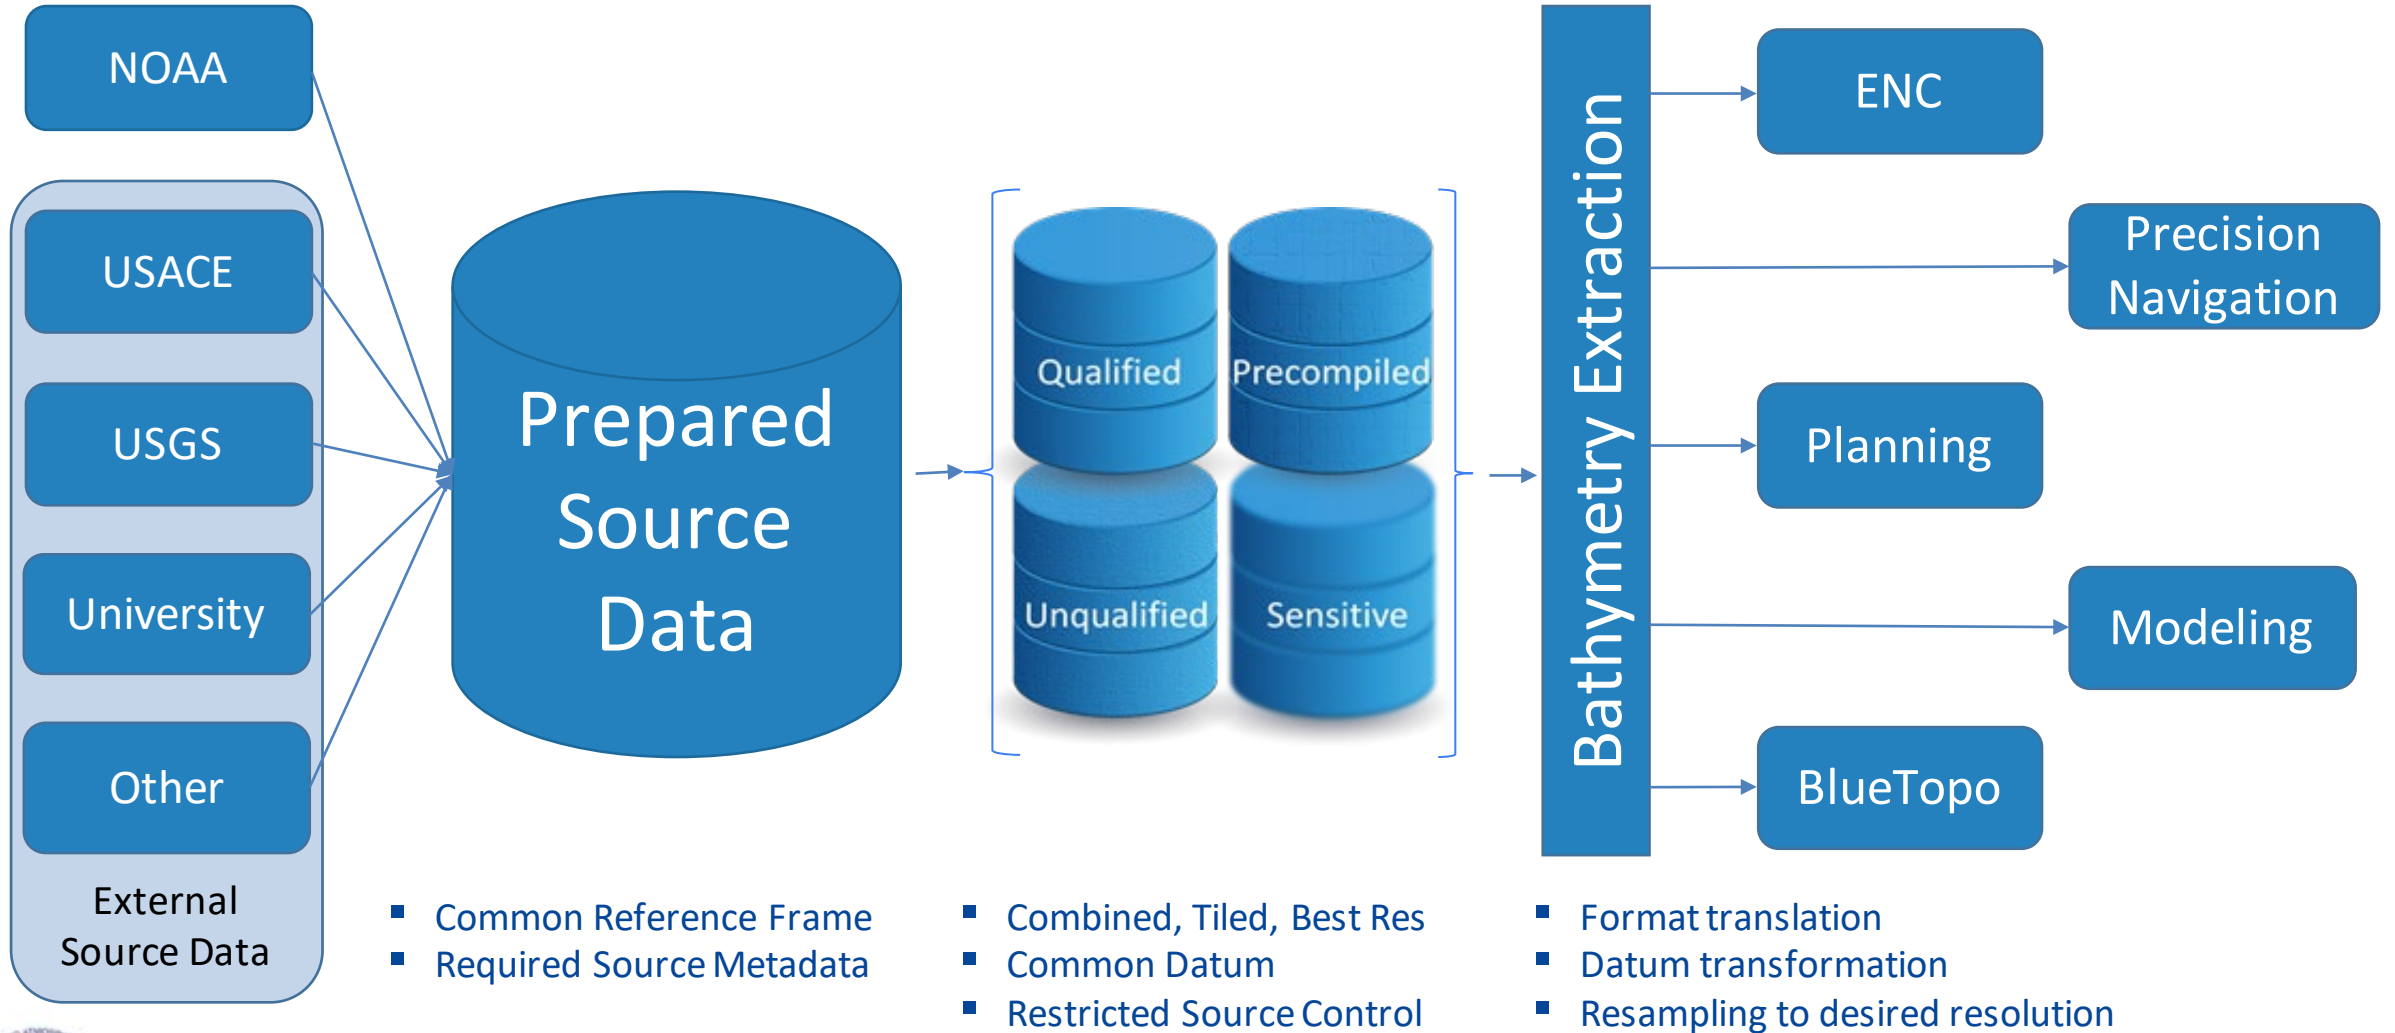 NOAA
USACE
USGS
University
Other
External
Source Data
Prepared
Source
Data
Common Reference Frame
Required Source Metadata
Qualified
Precompiled
Unqualified
Sensitive
Combined, Tiled, Best Res
Common Datum
Restricted Source Control
Bathymetry Extraction
Format translation
Datum transformation
Resampling to desired resolution
ENC
Precision
Navigation
Planning
Modeling
BlueTopo